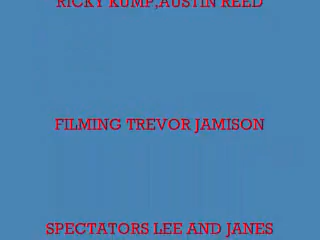 RICKY KUMP,AUSTIN REED
FILMING TREVOR JAMISON
SPECTATORS LEE AND JANES